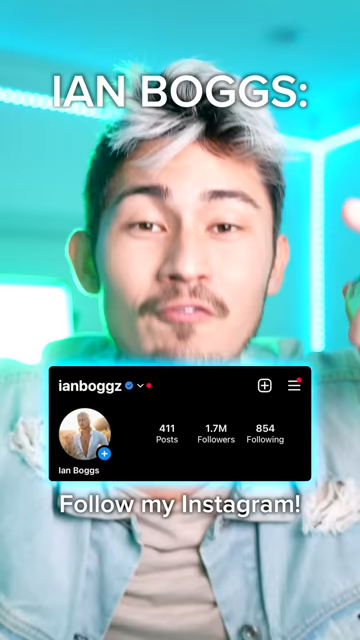 IAN BOGGS:
ianboggz
411
1.7M
854
Posts
Followers
Following
Ian Boggs
Follow my Instagram!